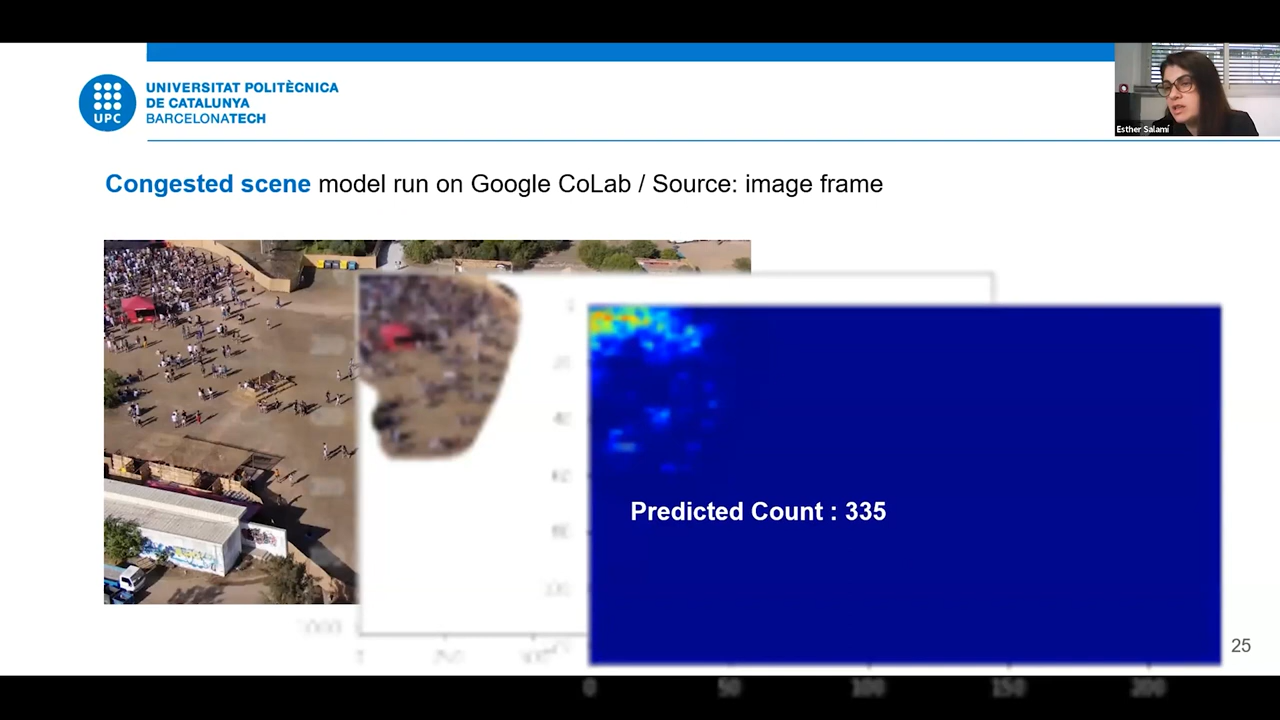 UNIVERSITAT POLITÈCNICA
DE CATALUNYA
BARCELONATECH
UPC
Esther Salamí
Congested scene model run on Google CoLab / Source: image frame
Predicted Count : 335
25
1000
0 50 100 150 200